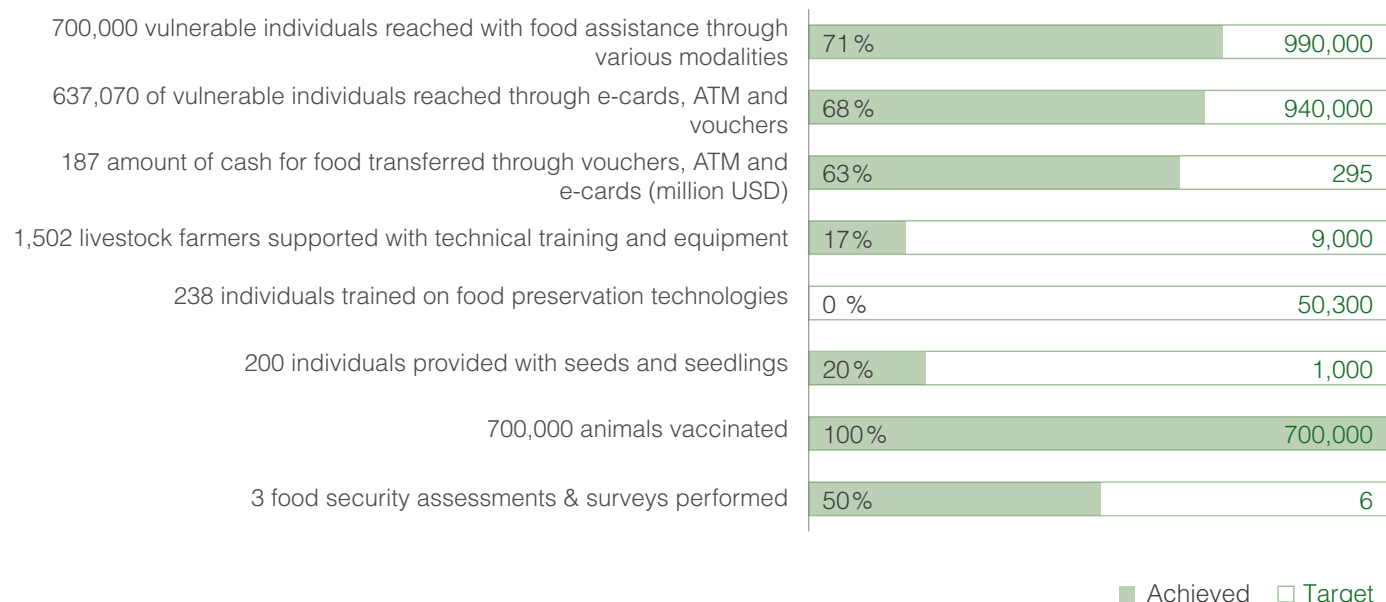 700,000 vulnerable individuals reached with food assistance through
various modalities
71%
990,000
637,070 of vulnerable individuals reached through e-cards, ATM and
vouchers
68%
940,000
187 amount of cash for food transferred through vouchers, ATM and
e-cards (million USD)
63%
295
1,502 livestock farmers supported with technical training and equipment
17%
9,000
238 individuals trained on food preservation technologies
0 %
50,300
200 individuals provided with seeds and seedlings
20%
1,000
700,000 animals vaccinated
100%
700,000
3 food security assessments & surveys performed
50%
6
Achieved
Target